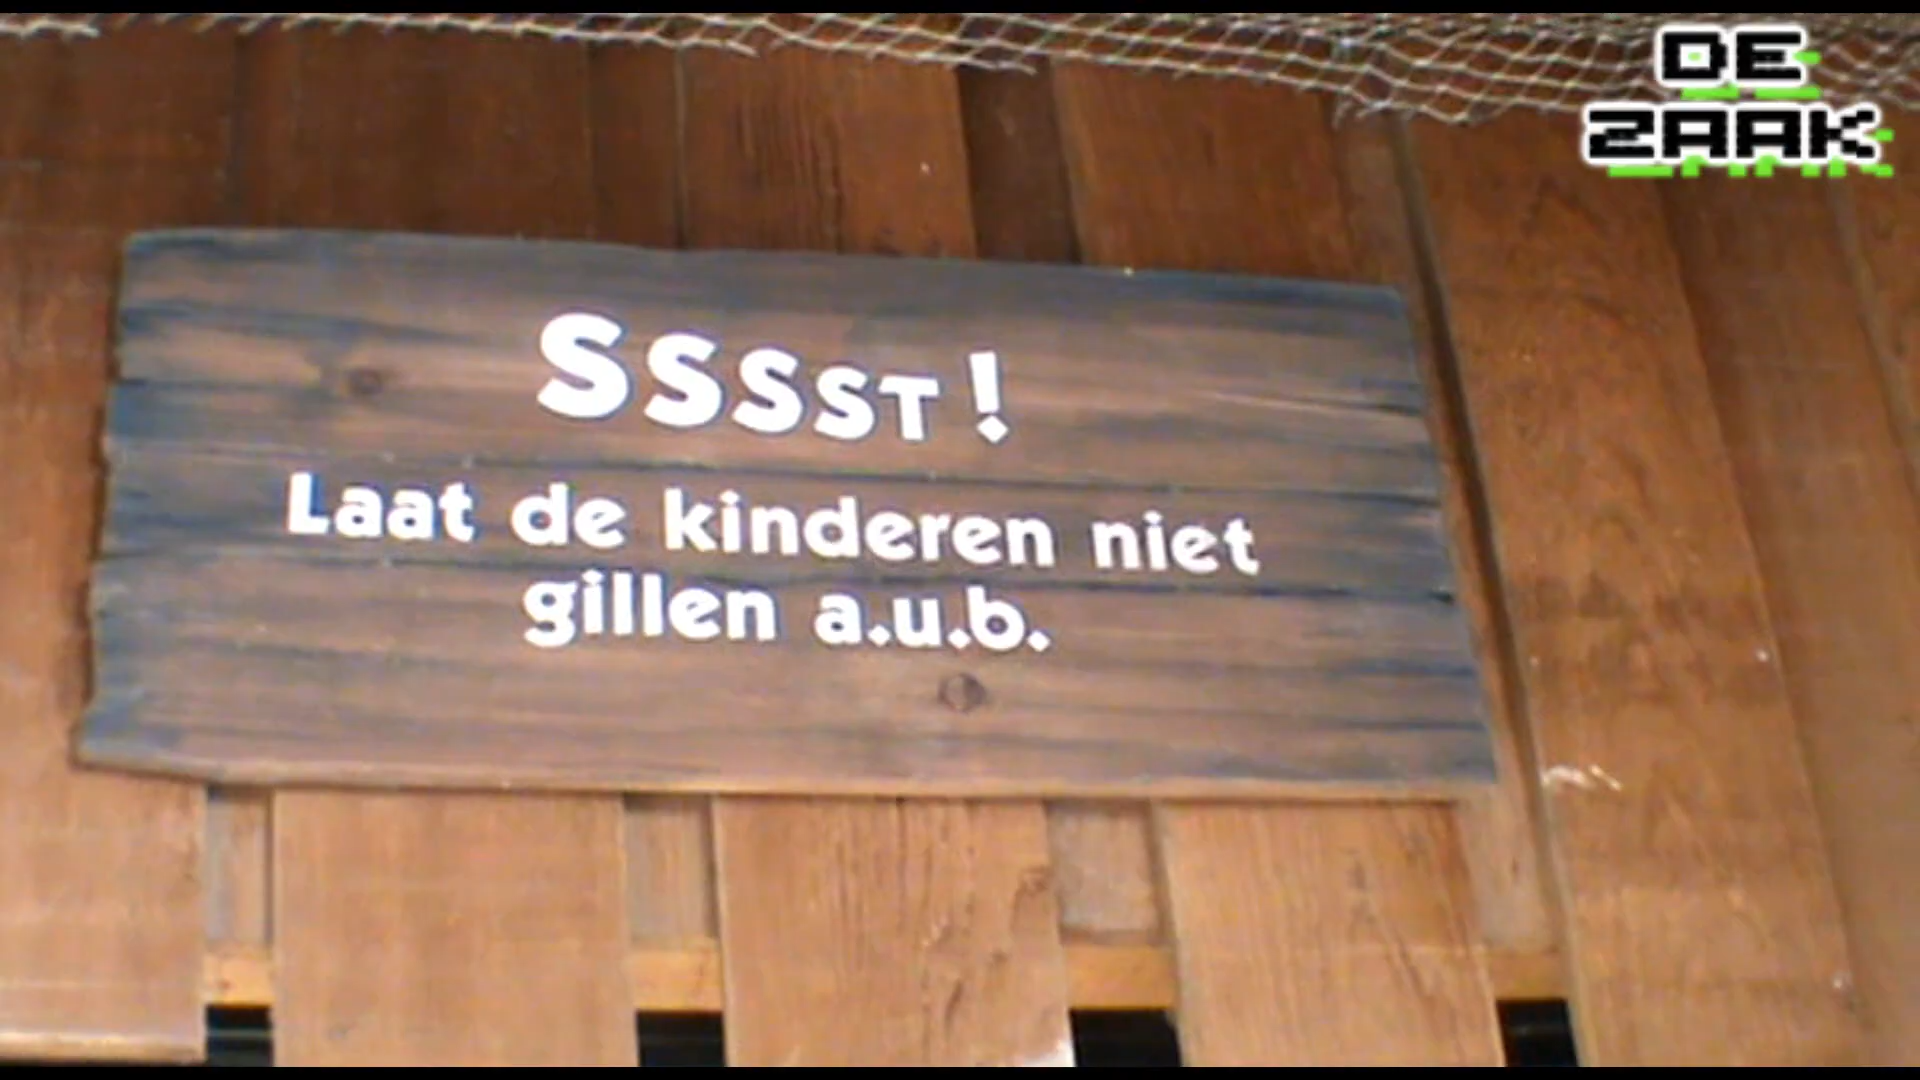 DE
ZAAK
Sssst!
Laat de kinderen niet
gillen a.u.b.